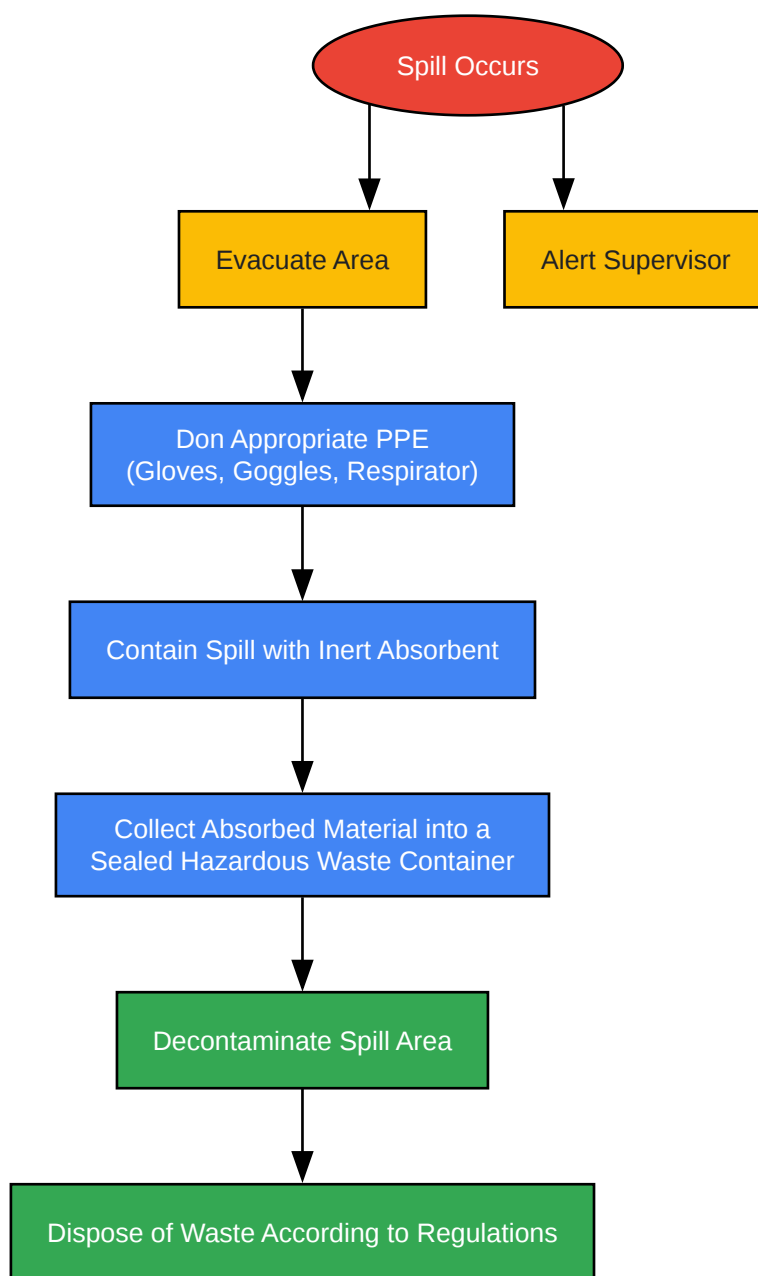 Spill Occurs
Evacuate Area
Alert Supervisor
Don Appropriate PPE
(Gloves, Goggles, Respirator)
Contain Spill with Inert Absorbent
Collect Absorbed Material into a
Sealed Hazardous Waste Container
Decontaminate Spill Area
Dispose of Waste According to Regulations